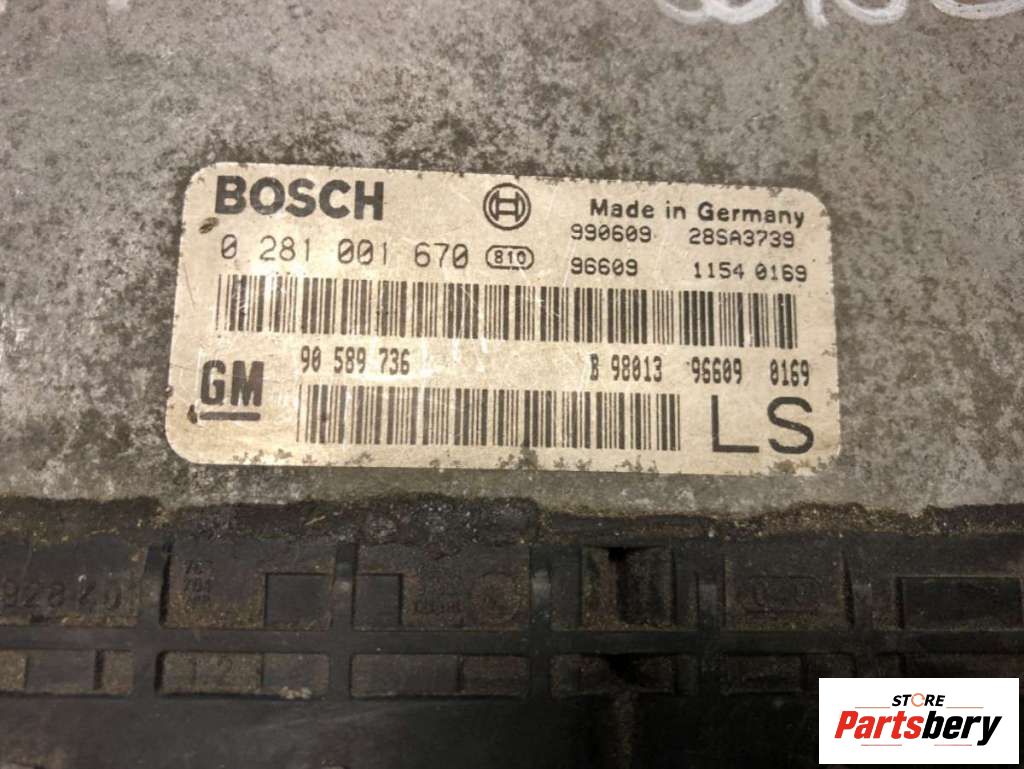 BOSCH
Made in Germany
990609 28SA3739
0 281 001 670 810
96609 1154 0169
90 589 736 B 98013 96609 0169
GM
LS
STORE
Partsbery